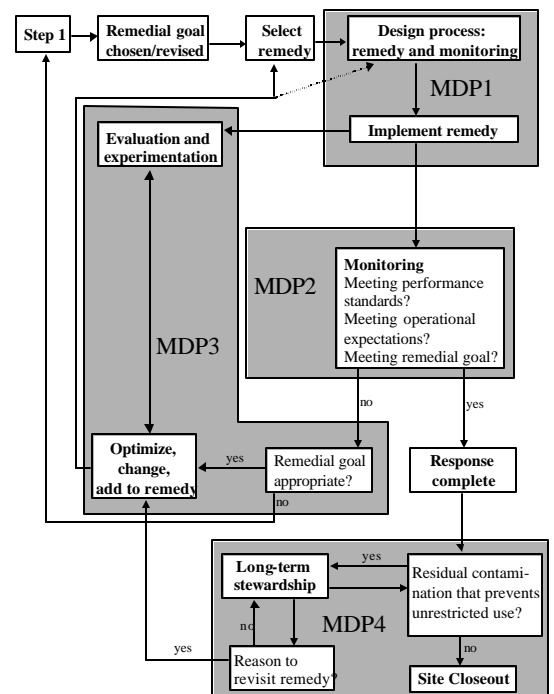 Step 1
Remedial goal
chosen/revised
Select
remedy
Design process:
remedy and monitoring
MDP1
Implement remedy
Evaluation and
experimentation
MDP2
Monitoring
Meeting performance
standards?
Meeting operational
expectations?
Meeting remedial goal?
MDP3
no
yes
Optimize,
change,
add to remedy
yes
Remedial goal
appropriate?
no
Response
complete
Long-term
stewardship
yes
Residual contami-
nation that prevents
unrestricted use?
no
MDP4
yes
Reason to
revisit remedy?
no
Site Closeout